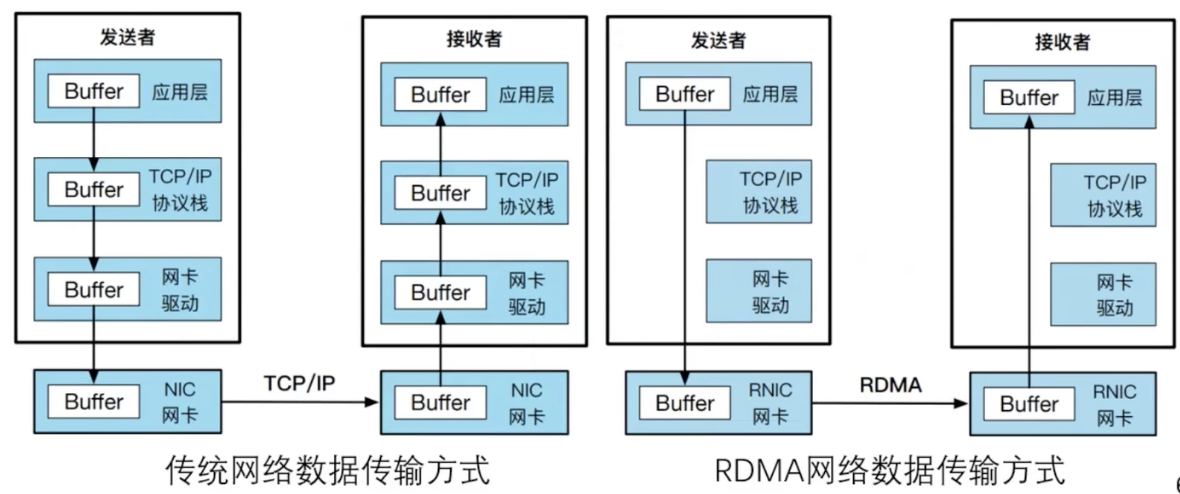 发送者
Buffer 应用层
Buffer TCP/IP
协议栈
Buffer 网卡
驱动
Buffer NIC
网卡
TCP/IP
接收者
Buffer 应用层
Buffer TCP/IP
协议栈
Buffer 网卡
驱动
Buffer NIC
网卡
传统网络数据传输方式
发送者
Buffer 应用层
TCP/IP
协议栈
网卡
驱动
Buffer RNIC
网卡
RDMA
接收者
Buffer 应用层
TCP/IP
协议栈
网卡
驱动
Buffer RNIC
网卡
RDMA网络数据传输方式